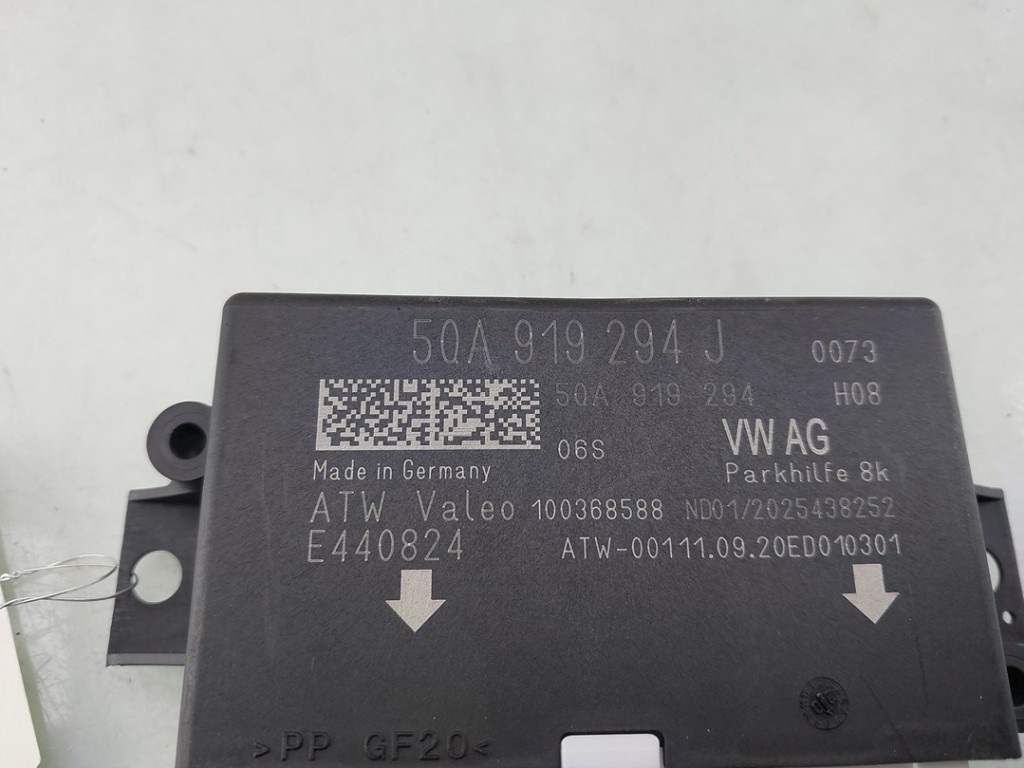 5QA 919 294 J 0073
5QA 919 294 H08
06S VW AG
Made in Germany Parkhilfe 8k
ATW Valeo 100368588 ND01/2025438252
E440824 ATW-00111.09.20ED010301
>PP GF20<